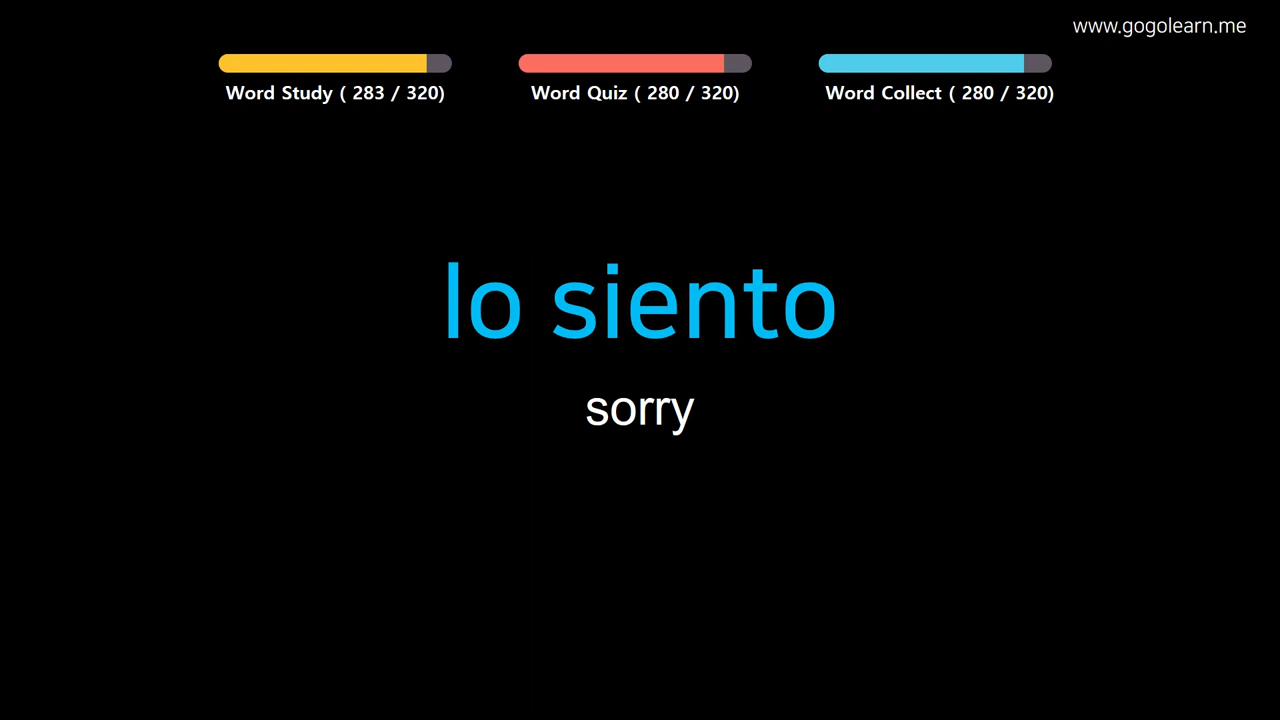 www.gogolearn.me
Word Study ( 283 / 320)
Word Quiz ( 280 / 320)
Word Collect ( 280 / 320)
lo siento
sorry